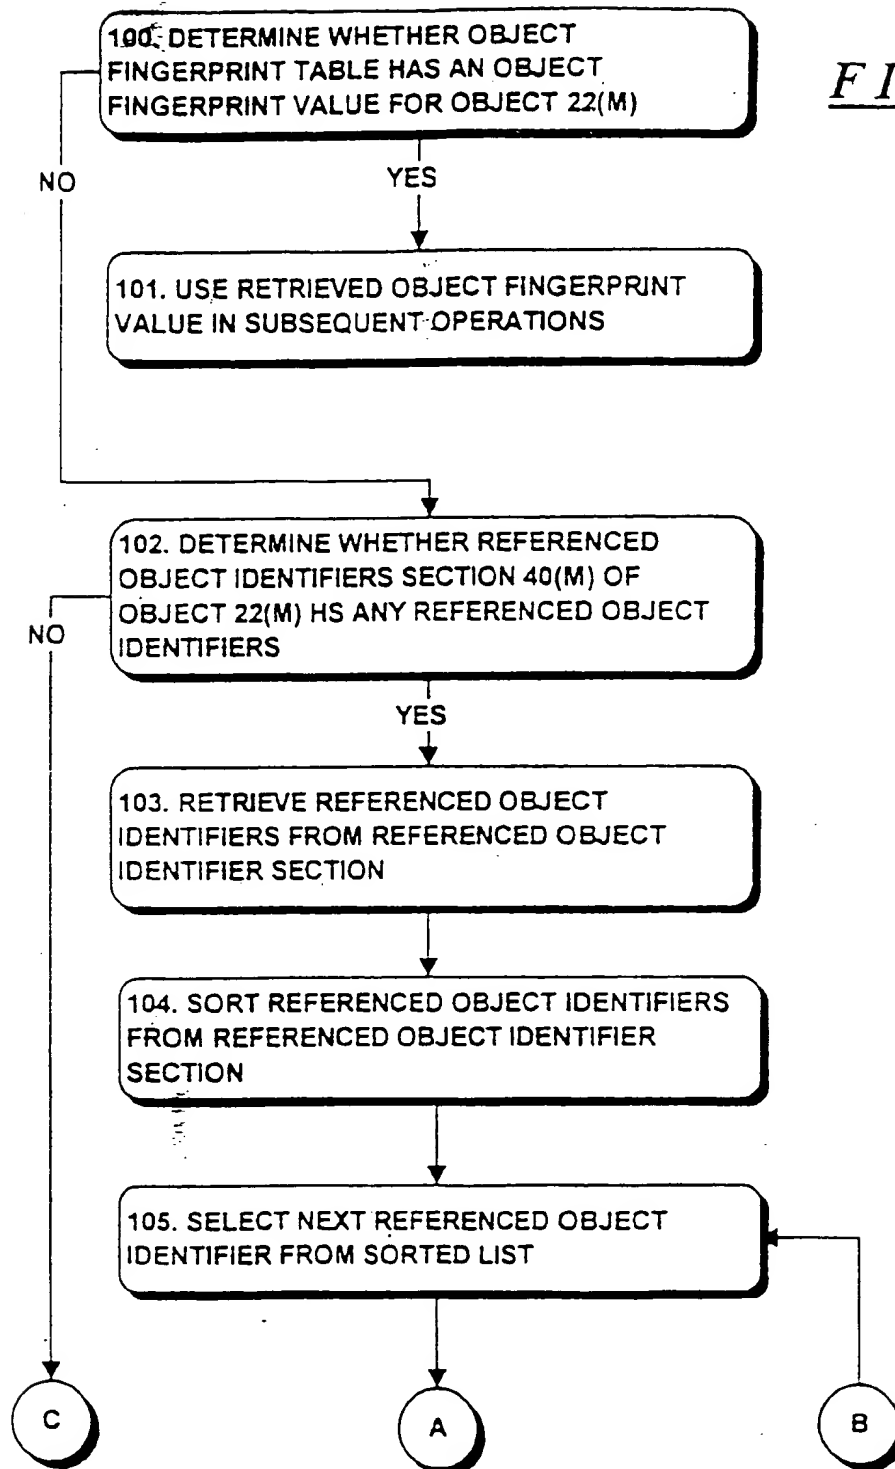 100. DETERMINE WHETHER OBJECT
FINGERPRINT TABLE HAS AN OBJECT
FINGERPRINT VALUE FOR OBJECT 22(M)
F I
NO
YES
101. USE RETRIEVED OBJECT FINGERPRINT
VALUE IN SUBSEQUENT OPERATIONS
102. DETERMINE WHETHER REFERENCED
OBJECT IDENTIFIERS SECTION 40(M) OF
OBJECT 22(M) HS ANY REFERENCED OBJECT
IDENTIFIERS
NO
YES
103. RETRIEVE REFERENCED OBJECT
IDENTIFIERS FROM REFERENCED OBJECT
IDENTIFIER SECTION
104. SORT REFERENCED OBJECT IDENTIFIERS
FROM REFERENCED OBJECT IDENTIFIER
SECTION
105. SELECT NEXT REFERENCED OBJECT
IDENTIFIER FROM SORTED LIST
C
A
B